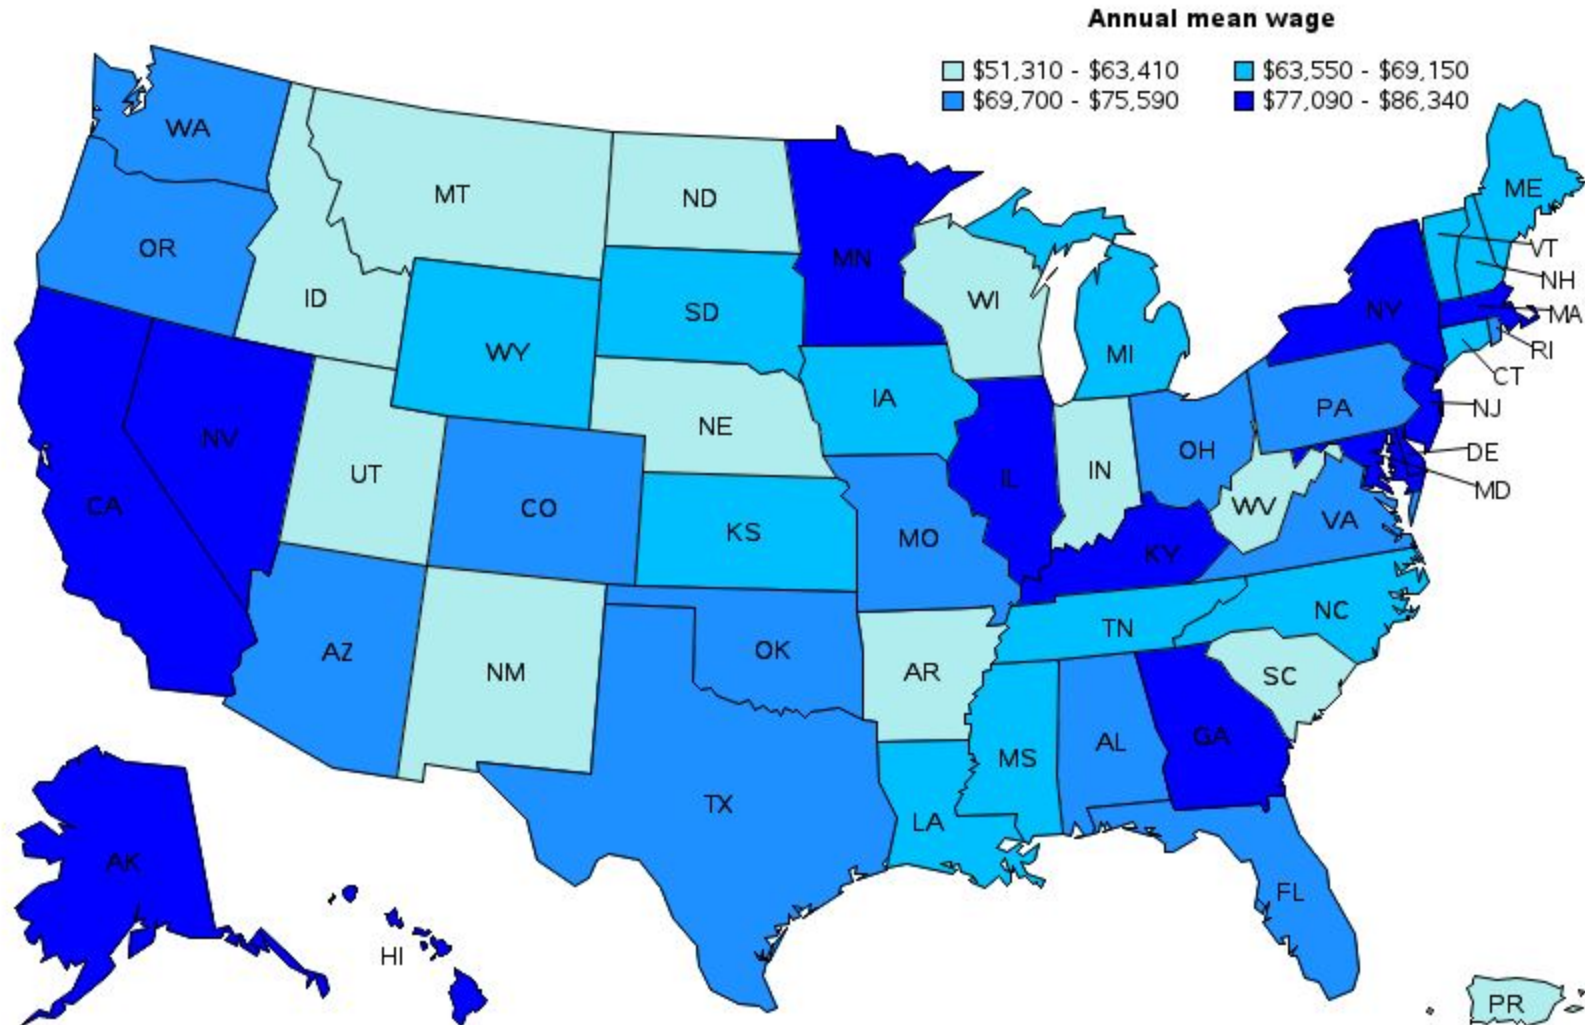 Annual mean wage
$51,310 - $63,410 $63,550 - $69,150
$69,700 - $75,590 $77,090 - $86,340
WA
MT
ND
ME
OR
MN
VT
ID
WI
NH
SD
NY
MA
WY
MI
RI
CT
IA
PA
NJ
NE
NV
UT
OH
DE
IN
IL
MD
CA
CO
WV
VA
KS
MO
KY
NC
TN
AZ
OK
NM
AR
SC
GA
AL
MS
TX
LA
AK
FL
HI
PR